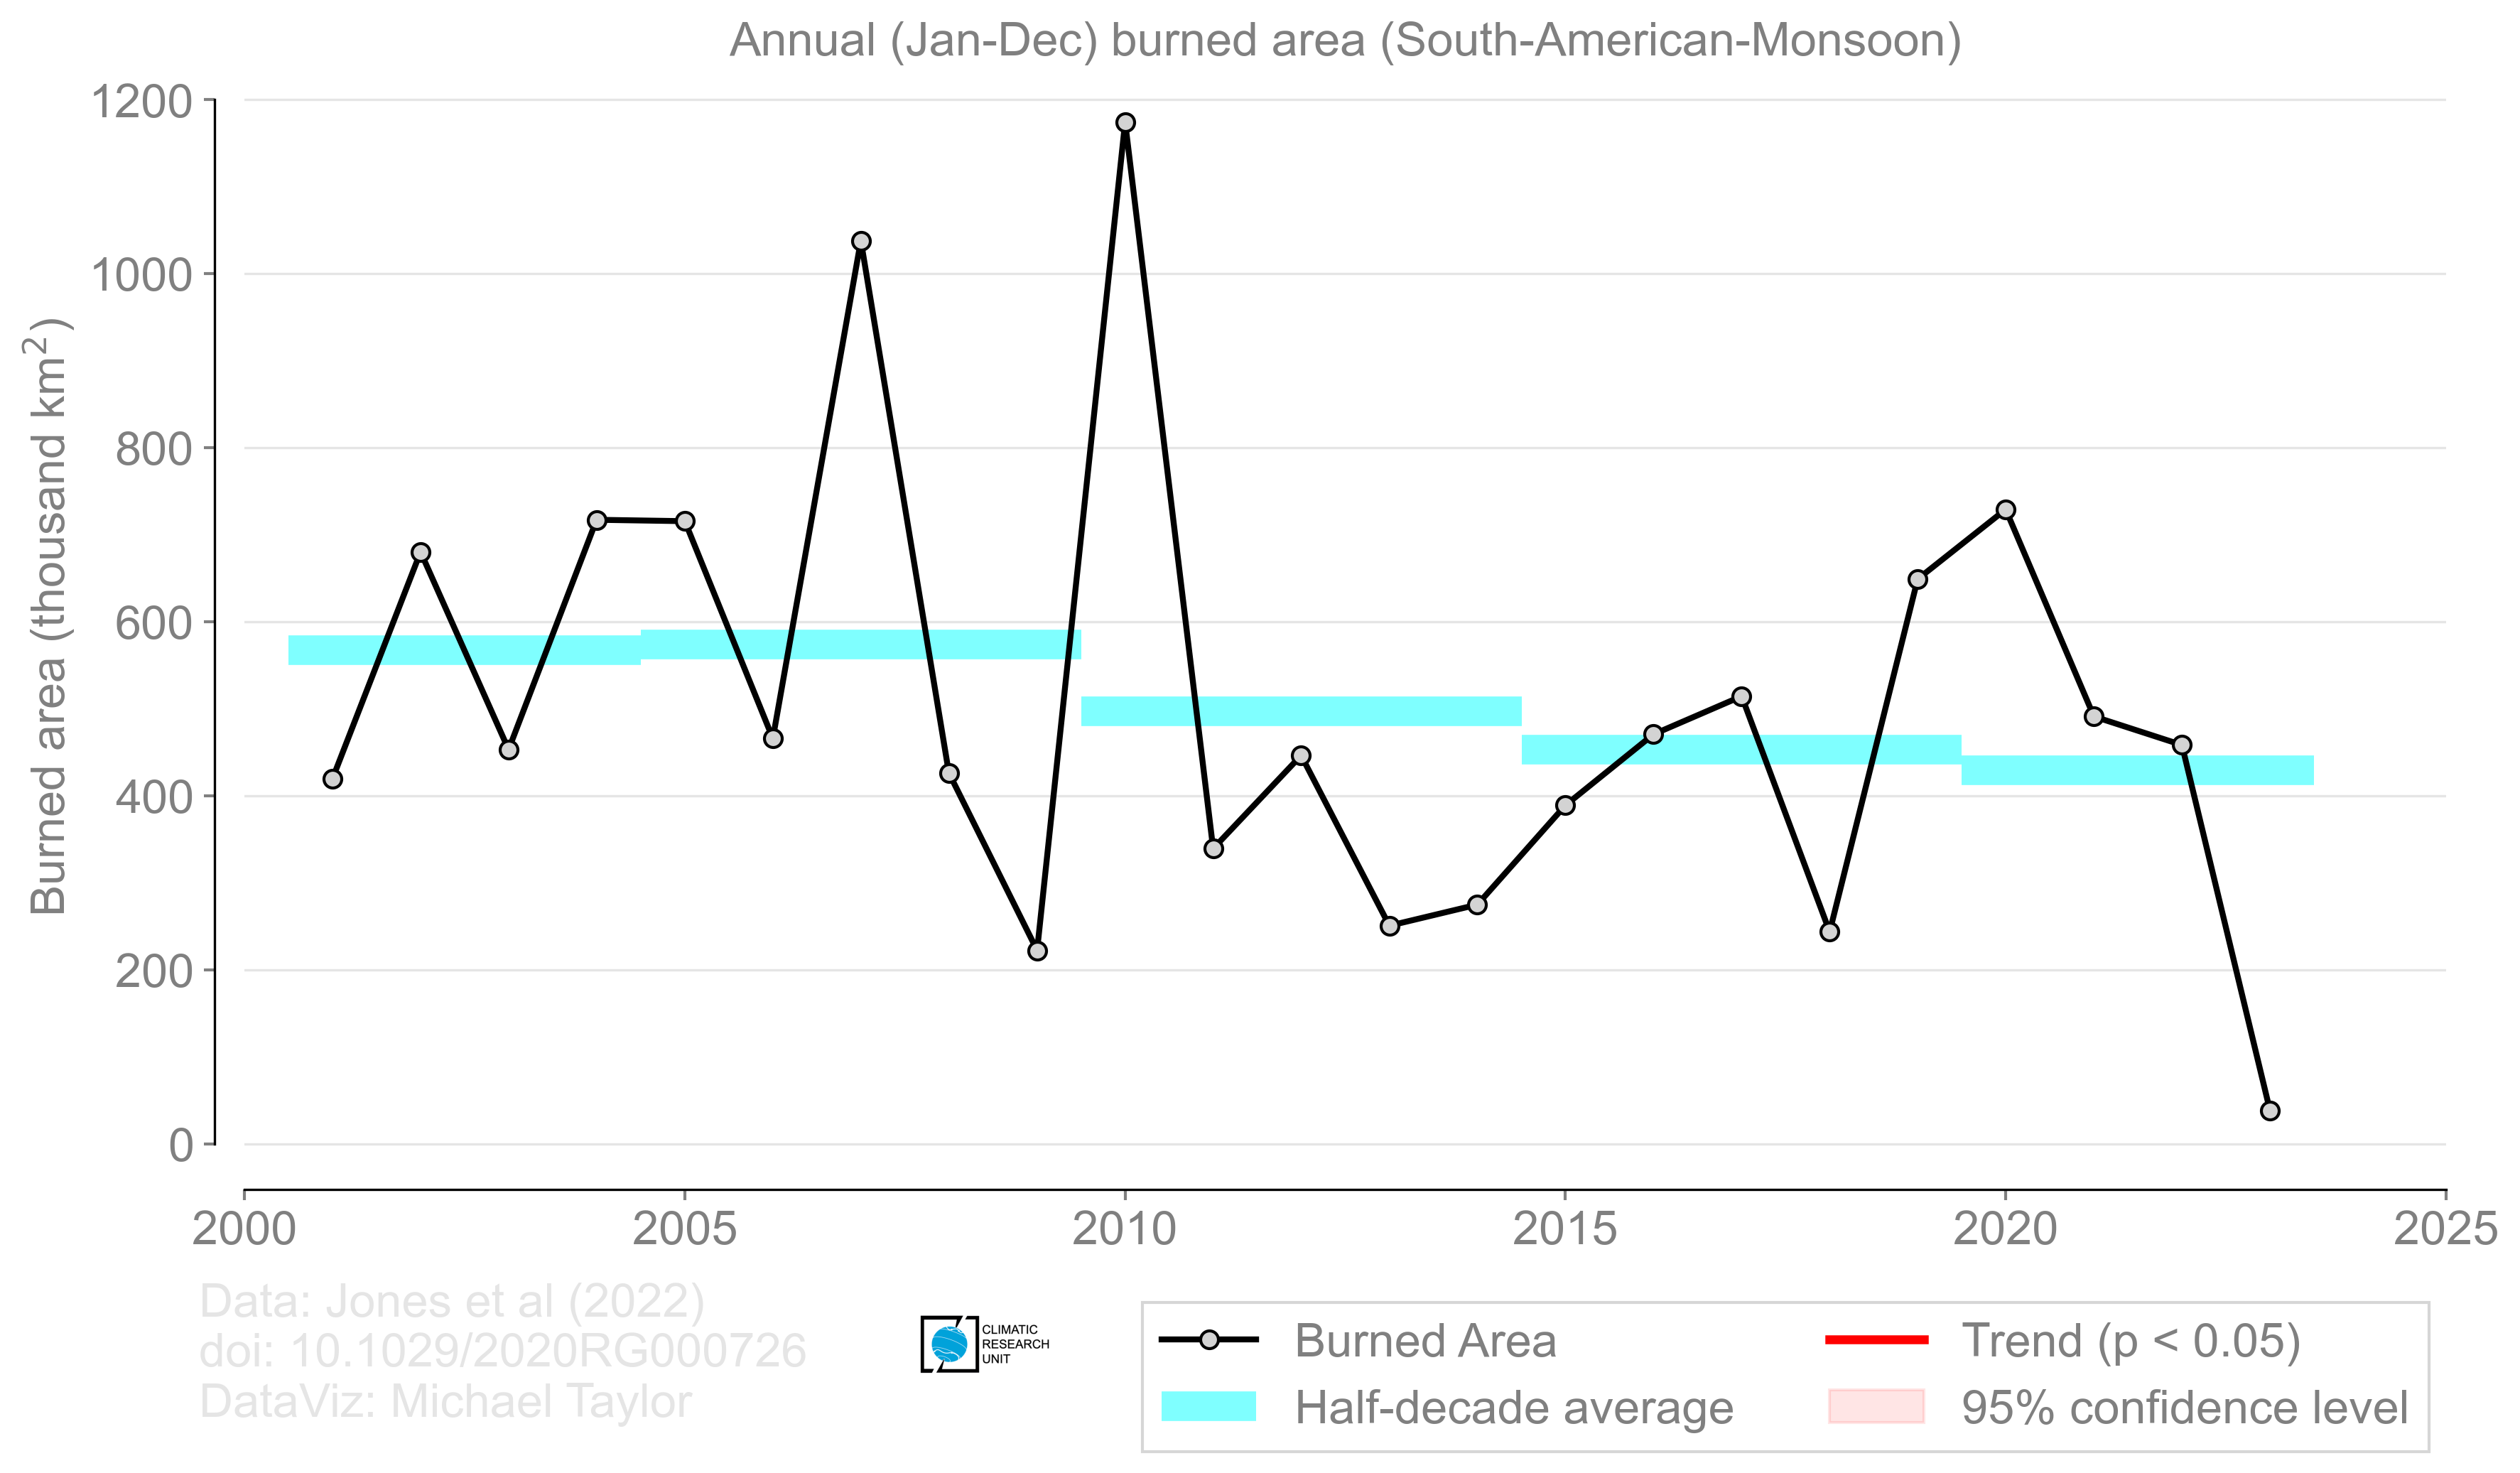 Annual (Jan-Dec) burned area (South-American-Monsoon)
Burned area (thousand km²)
1200
1000
800
600
400
200
0
2000 2005 2010 2015 2020 2025
Data: Jones et al (2022)
doi: 10.1029/2020RG000726
DataViz: Michael Taylor
CLIMATIC
RESEARCH
UNIT
Burned Area
Half-decade average
Trend (p < 0.05)
95% confidence level